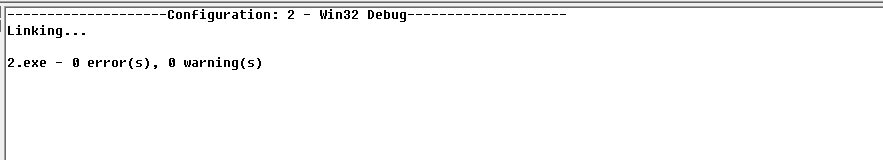 --------------------Configuration: 2 - Win32 Debug--------------------
Linking...
2.exe - 0 error(s), 0 warning(s)